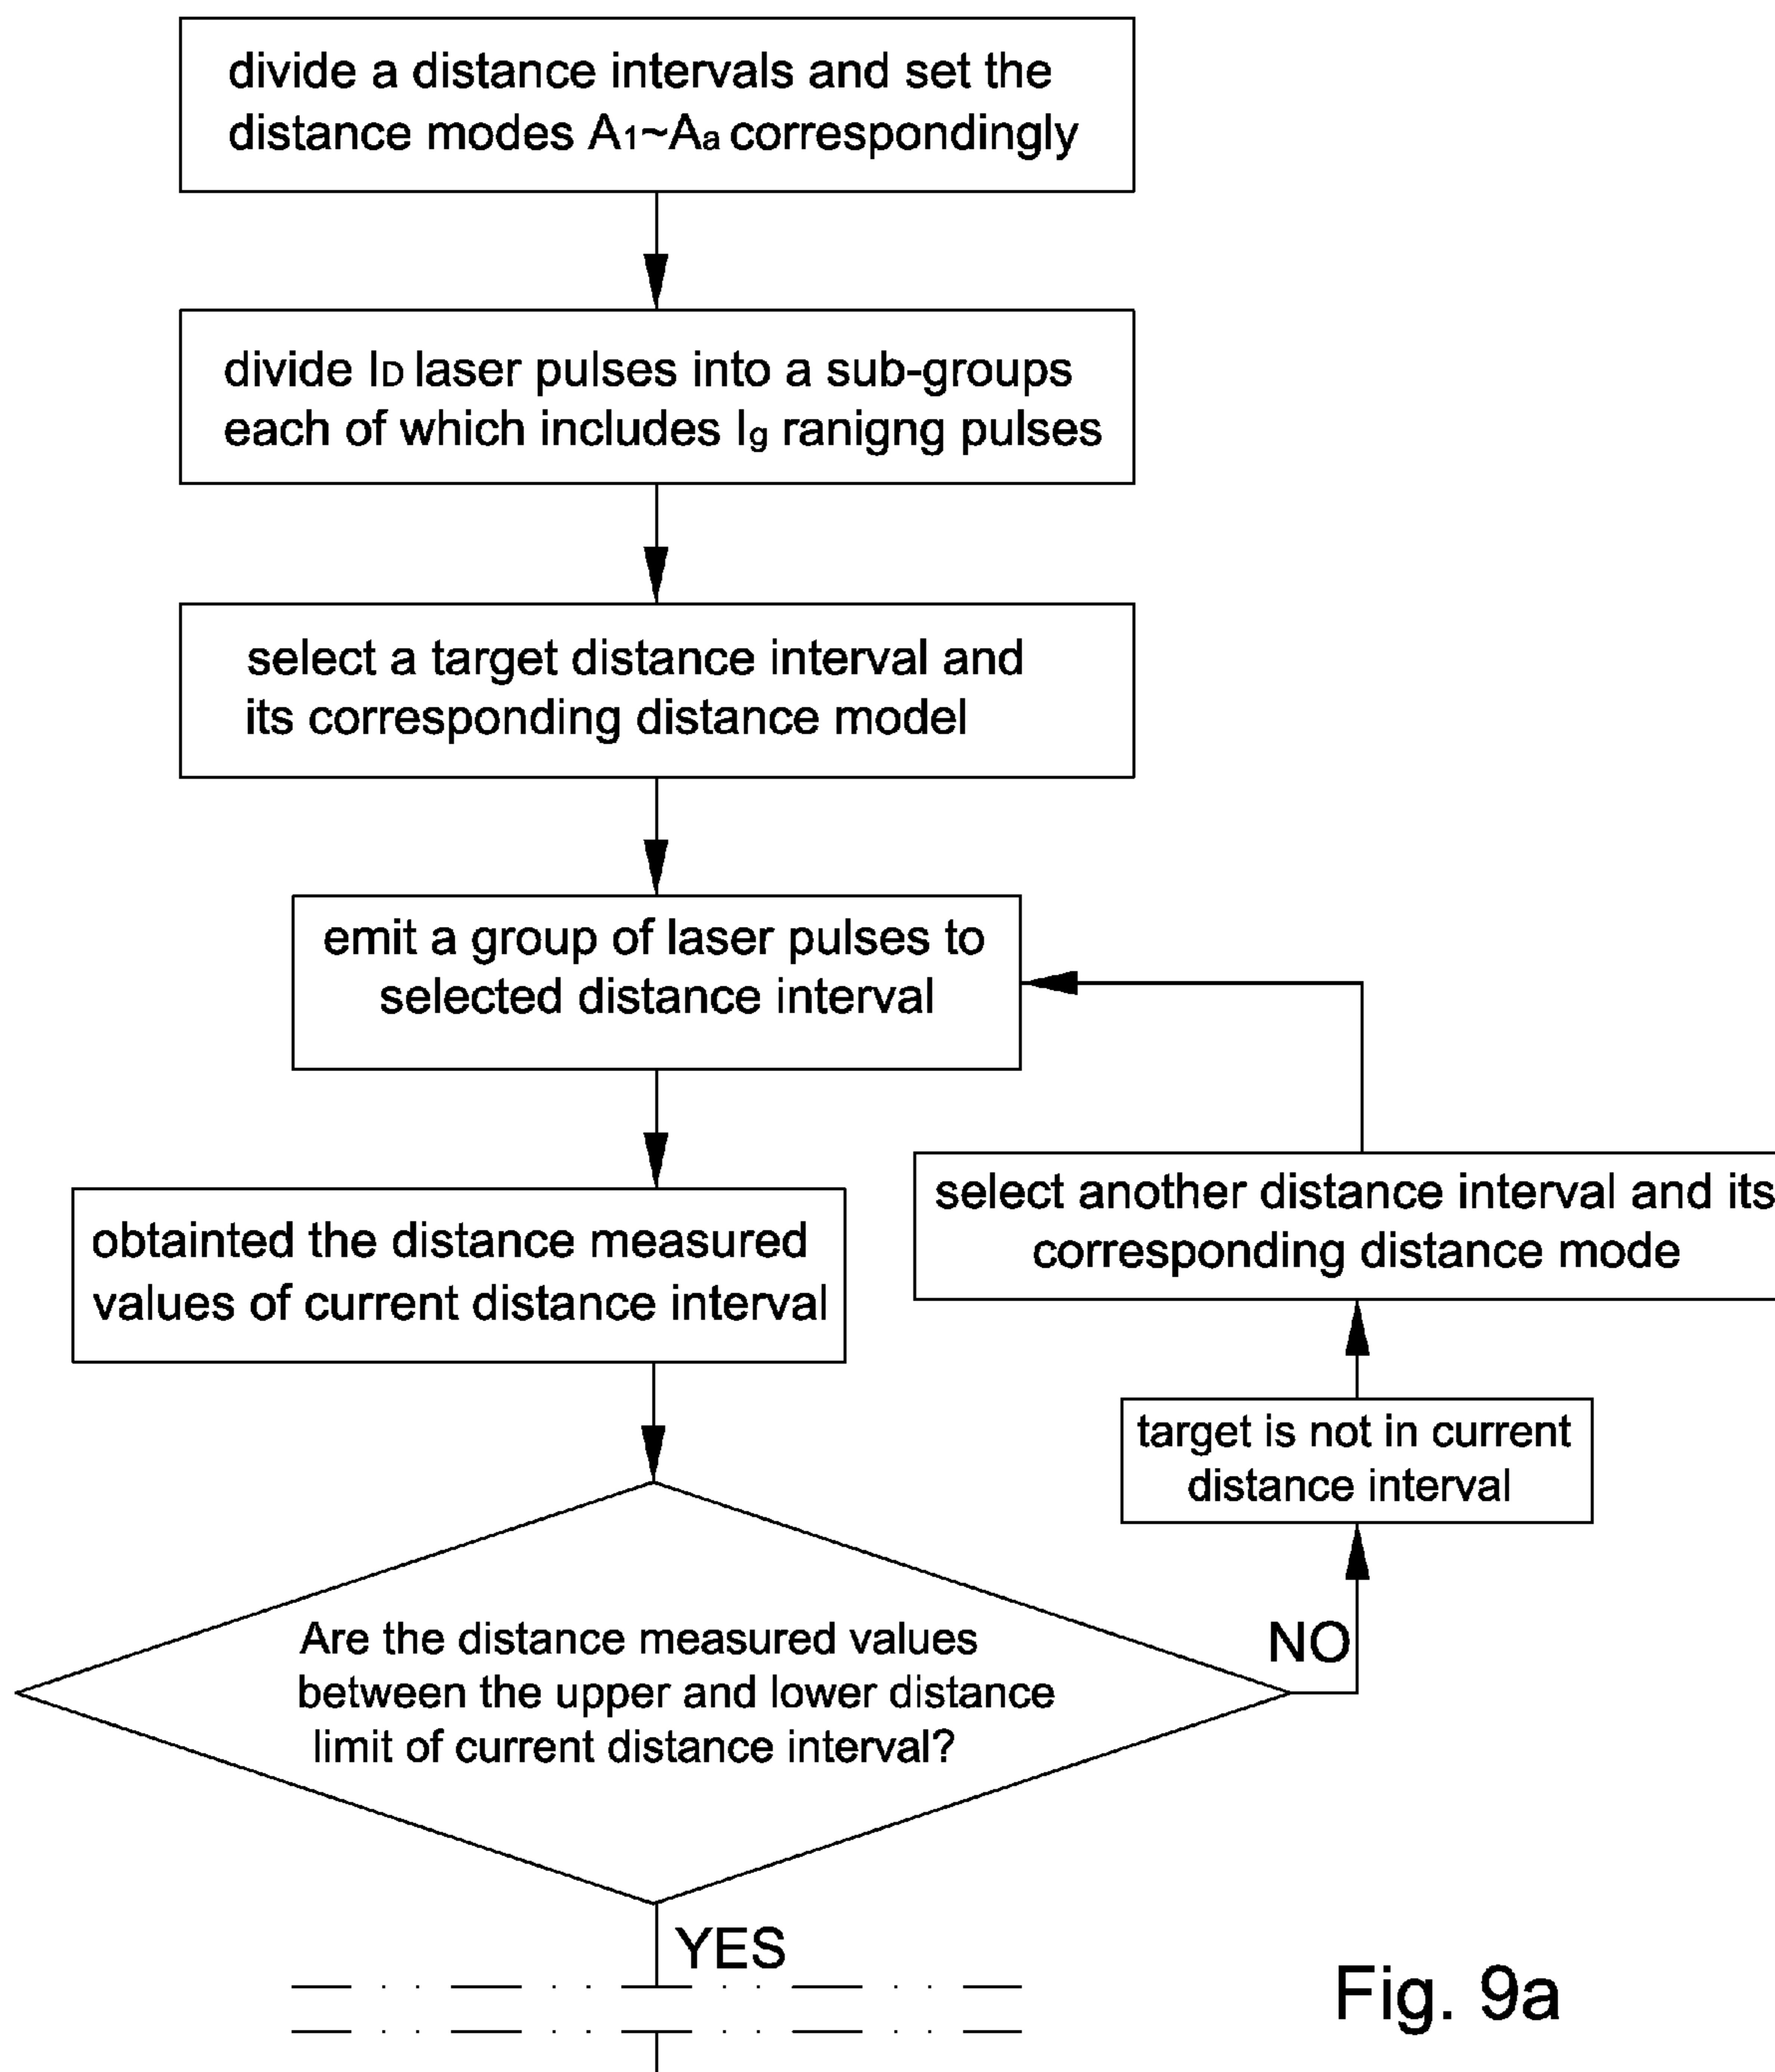 divide a distance intervals and set the
distance modes A1~Aa correspondingly
divide ID laser pulses into a sub-groups
each of which includes Ig ranigng pulses
select a target distance interval and
its corresponding distance model
emit a group of laser pulses to
selected distance interval
obtainted the distance measured
values of current distance interval
select another distance interval and its
corresponding distance mode
target is not in current
distance interval
Are the distance measured values
between the upper and lower distance
limit of current distance interval?
NO
YES
Fig. 9a